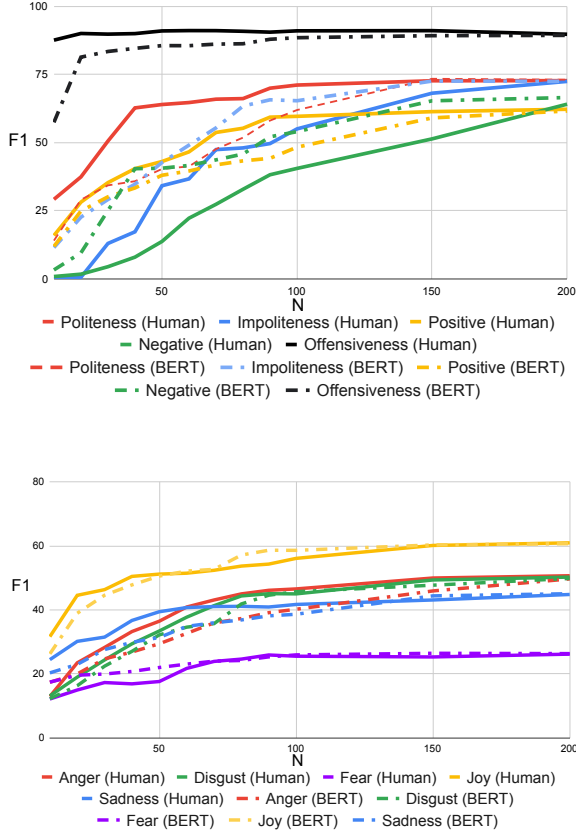 100
75
F1
50
25
0
50
100
150
200
N
Politeness (Human) Impoliteness (Human) Positive (Human)
Negative (Human) Offensiveness (Human)
Politeness (BERT) Impoliteness (BERT) Positive (BERT)
Negative (BERT) Offensiveness (BERT)
80
60
F1
40
20
0
50
100
150
200
N
Anger (Human) Disgust (Human) Fear (Human) Joy (Human)
Sadness (Human) Anger (BERT) Disgust (BERT)
Fear (BERT) Joy (BERT) Sadness (BERT)